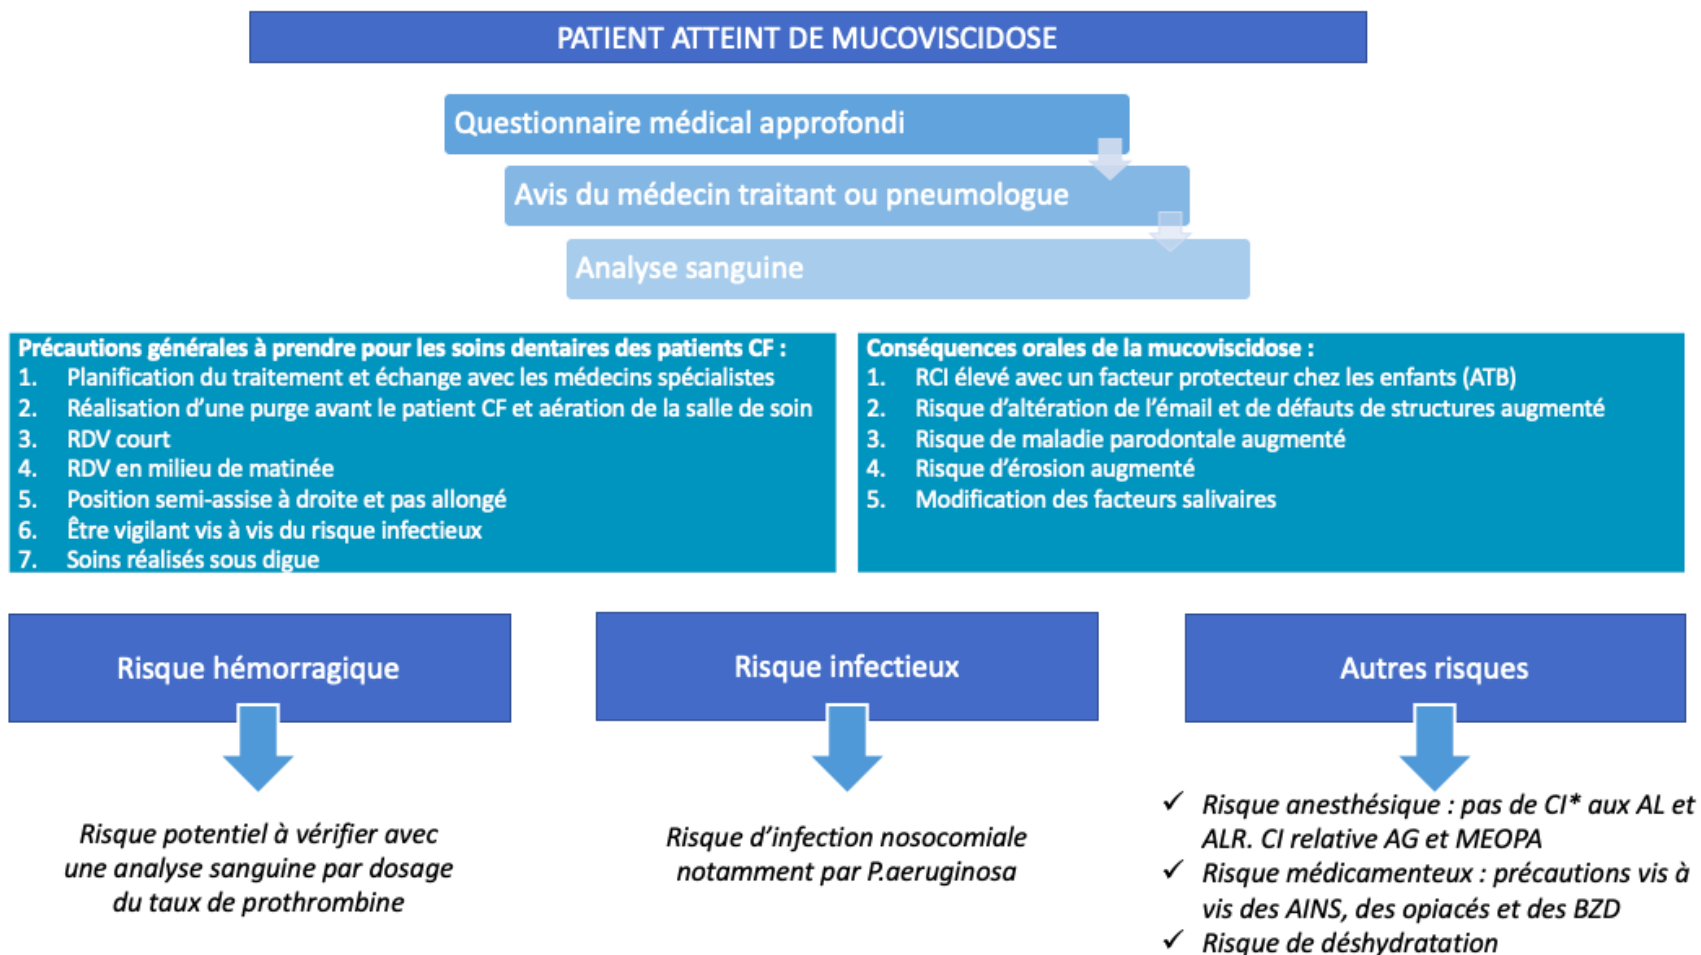 PATIENT ATTEINT DE MUCOVISCIDOSE
Questionnaire médical approfondi
Avis du médecin traitant ou pneumologue
Analyse sanguine
Précautions générales à prendre pour les soins dentaires des patients CF :
1. Planification du traitement et échange avec les médecins spécialistes
2. Réalisation d'une purge avant le patient CF et aération de la salle de soin
3. RDV court
4. RDV en milieu de matinée
5. Position semi-assise à droite et pas allongé
6. Être vigilant vis à vis du risque infectieux
7. Soins réalisés sous digue
Conséquences orales de la mucoviscidose :
1. RCI élevé avec un facteur protecteur chez les enfants (ATB)
2. Risque d'altération de l'émail et de défauts de structures augmenté
3. Risque de maladie parodontale augmenté
4. Risque d'érosion augmenté
5. Modification des facteurs salivaires
Risque hémorragique
Risque potentiel à vérifier avec
une analyse sanguine par dosage
du taux de prothrombine
Risque infectieux
Risque d'infection nosocomiale
notamment par P.aeruginosa
Autres risques
✓ Risque anesthésique : pas de CI* aux AL et
ALR. CI relative AG et MEOPA
✓ Risque médicamenteux : précautions vis à
vis des AINS, des opiacés et des BZD
✓ Risque de déshydratation